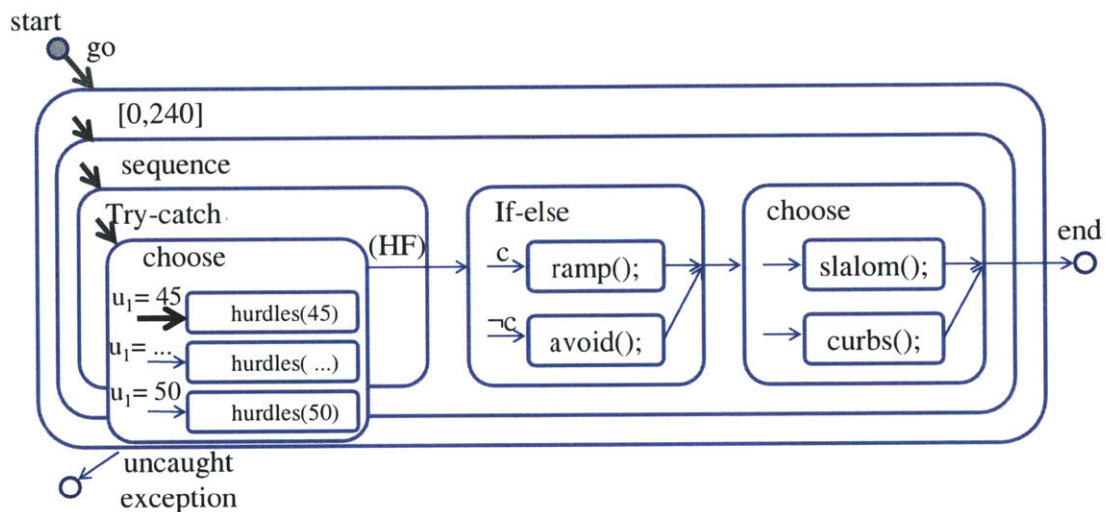 start
go
[0,240]
sequence
Try-catch
choose
(HF)
u₁= 45
hurdles(45)
u₁= ...
hurdles( ...)
u₁= 50
hurdles(50)
If-else
c
ramp();
¬c
avoid();
choose
slalom();
curbs();
end
uncaught
exception